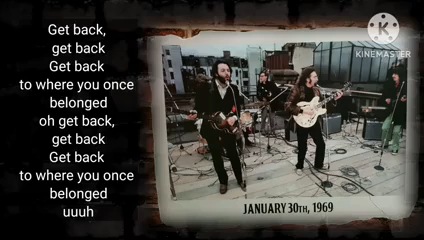 Get back,
get back
Get back
to where you once
belonged
oh get back,
get back
Get back
to where you once
belonged
uuuh
KINEMASTER
JANUARY 30TH, 1969